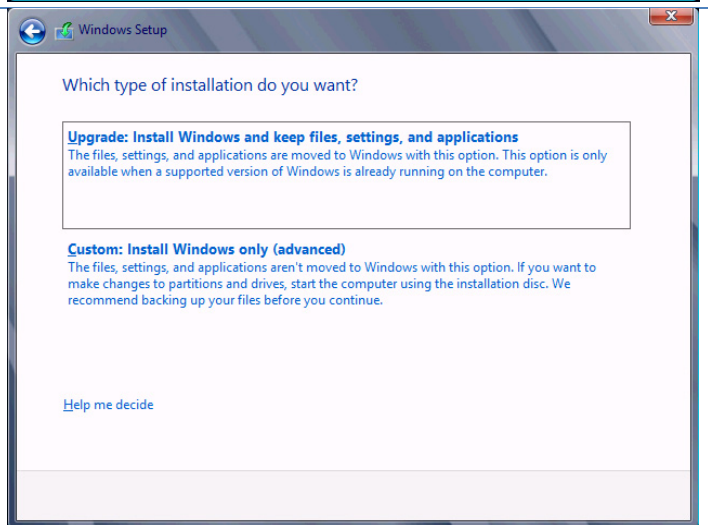 Windows Setup
Which type of installation do you want?
Upgrade: Install Windows and keep files, settings, and applications
The files, settings, and applications are moved to Windows with this option. This option is only
available when a supported version of Windows is already running on the computer.
Custom: Install Windows only (advanced)
The files, settings, and applications aren't moved to Windows with this option. If you want to
make changes to partitions and drives, start the computer using the installation disc. We
recommend backing up your files before you continue.
Help me decide